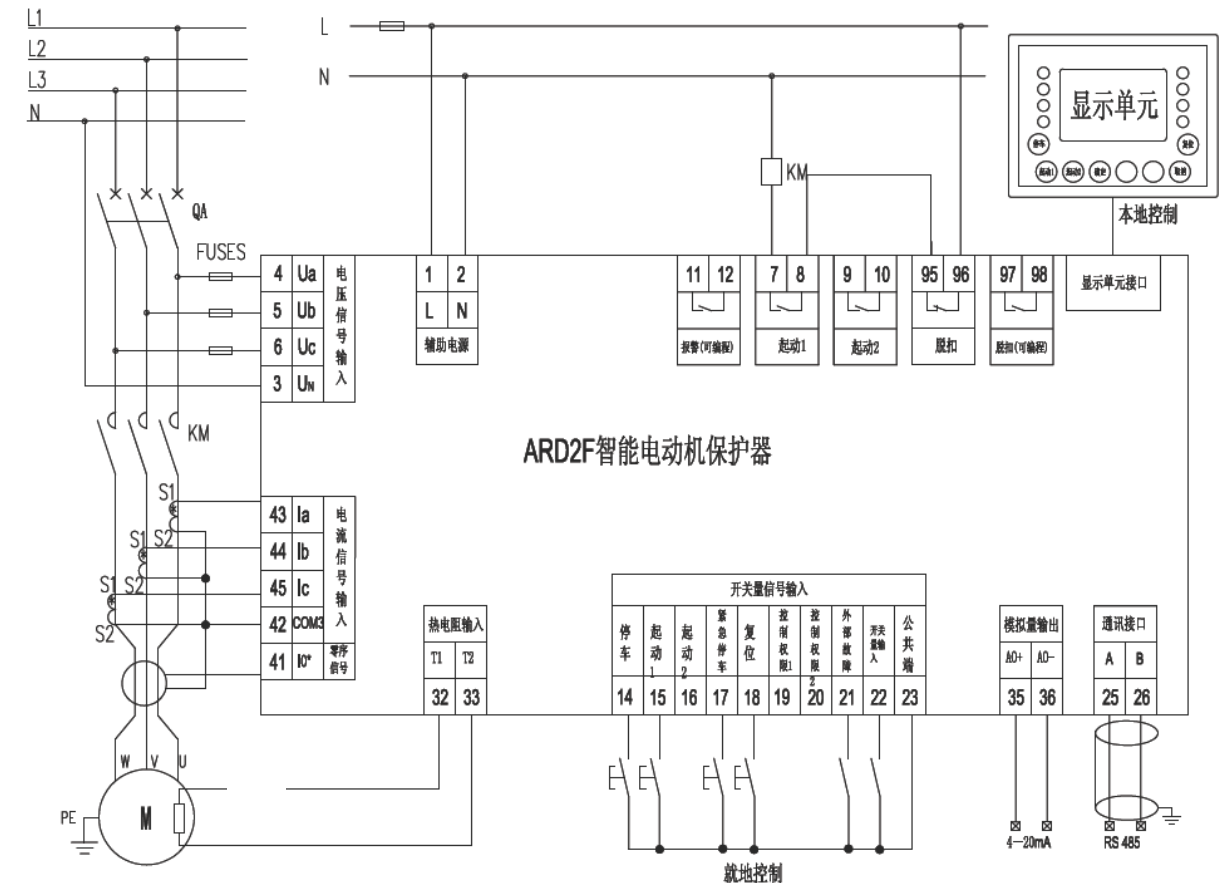 L1
L2
L3
N
L
N
QA
FUSES
KM
显示单元
停车
复位
起动1
起动2
确定
取消
本地控制
4 Ua
5 Ub
6 Uc
3 UN
电压信号输入
1 2
L N
辅助电源
11 12
报警(可编程)
7 8
起动1
9 10
起动2
95 96
脱扣
97 98
脱扣(可编程)
显示单元接口
KM
ARD2F智能电动机保护器
S1
S2
S1
S2
S1
S2
43 Ia
44 Ib
45 Ic
42 COM3
电流信号输入
41 I0*
零序信号
热电阻输入
T1 T2
32 33
开关量信号输入
停车
起动1
起动2
紧急停车
复位
控制权限1
控制权限2
外部故障
开关量输入
公共端
14 15 16 17 18 19 20 21 22 23
模拟量输出
AO+ AO-
35 36
通讯接口
A B
25 26
W V U
M
PE
4—20mA
RS 485
就地控制